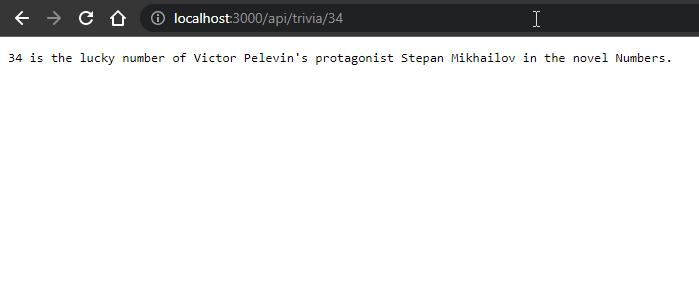 localhost:3000/api/trivia/34
34 is the lucky number of Victor Pelevin's protagonist Stepan Mikhailov in the novel Numbers.